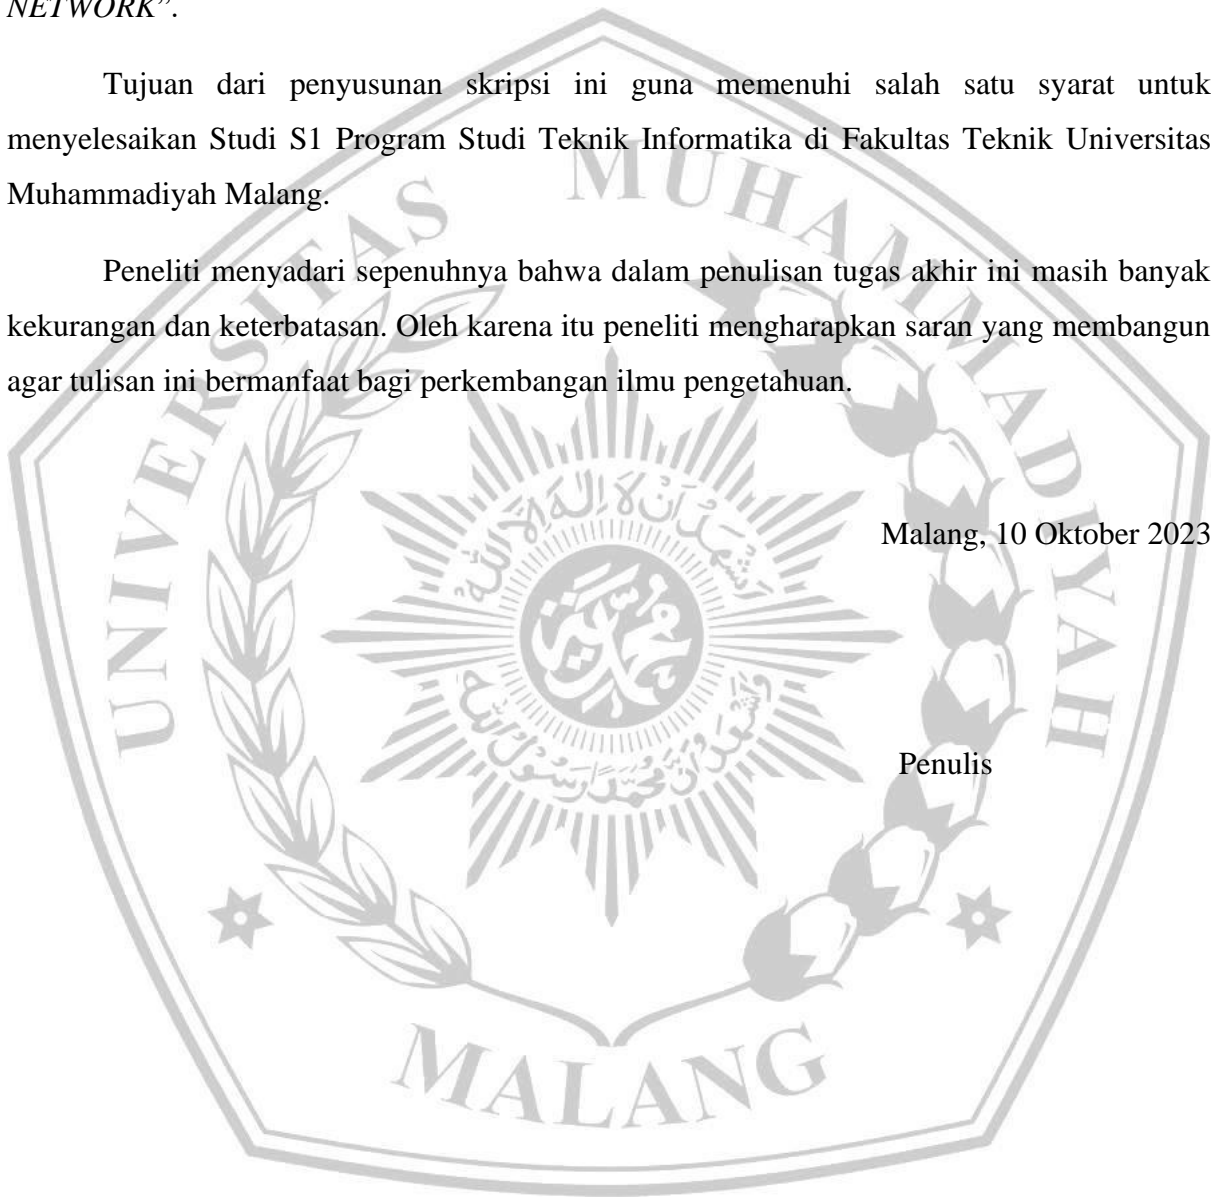 NETWORK”.
Tujuan dari penyusunan skripsi ini guna memenuhi salah satu syarat untuk
menyelesaikan Studi S1 Program Studi Teknik Informatika di Fakultas Teknik Universitas
Muhammadiyah Malang.
Peneliti menyadari sepenuhnya bahwa dalam penulisan tugas akhir ini masih banyak
kekurangan dan keterbatasan. Oleh karena itu peneliti mengharapkan saran yang membangun
agar tulisan ini bermanfaat bagi perkembangan ilmu pengetahuan.
Malang, 10 Oktober 2023
Penulis
UNIVERSITAS MUHAMMADIYAH
MALANG